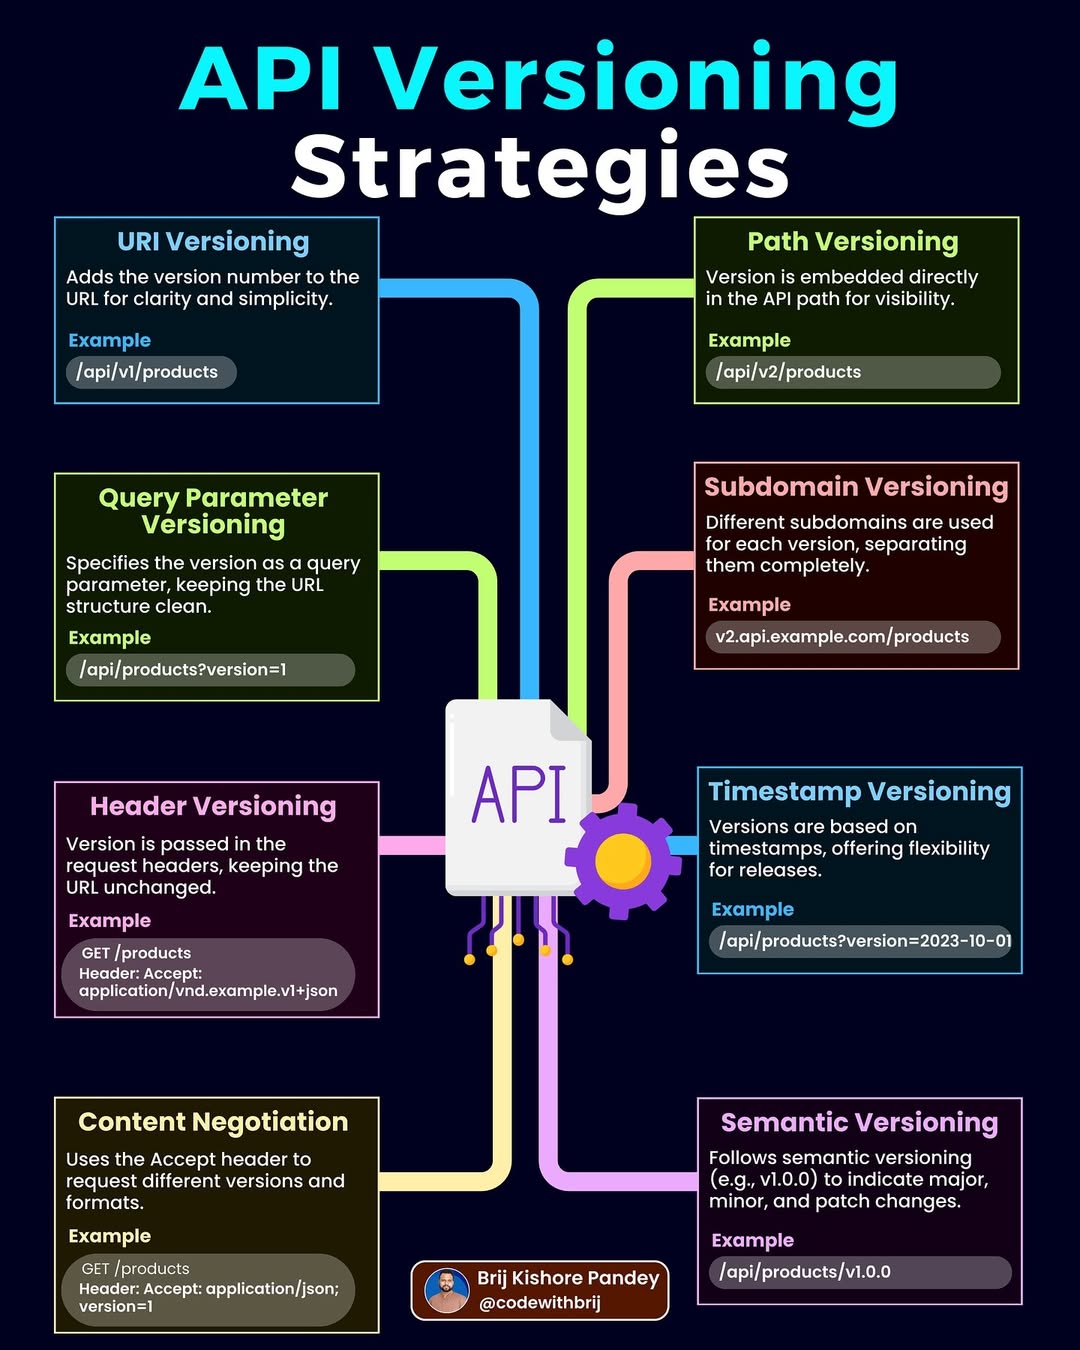 API Versioning
Strategies
URI Versioning
Adds the version number to the
URL for clarity and simplicity.
Example
/api/v1/products
Path Versioning
Version is embedded directly
in the API path for visibility.
Example
/api/v2/products
Query Parameter
Versioning
Specifies the version as a query
parameter, keeping the URL
structure clean.
Example
/api/products?version=1
Subdomain Versioning
Different subdomains are used
for each version, separating
them completely.
Example
v2.api.example.com/products
API
Header Versioning
Version is passed in the
request headers, keeping the
URL unchanged.
Example
GET /products
Header: Accept:
application/vnd.example.v1+json
Timestamp Versioning
Versions are based on
timestamps, offering flexibility
for releases.
Example
/api/products?version=2023-10-01
Content Negotiation
Uses the Accept header to
request different versions and
formats.
Example
GET /products
Header: Accept: application/json;
version=1
Semantic Versioning
Follows semantic versioning
(e.g., v1.0.0) to indicate major,
minor, and patch changes.
Example
/api/products/v1.0.0
Brij Kishore Pandey
@codewithbrij